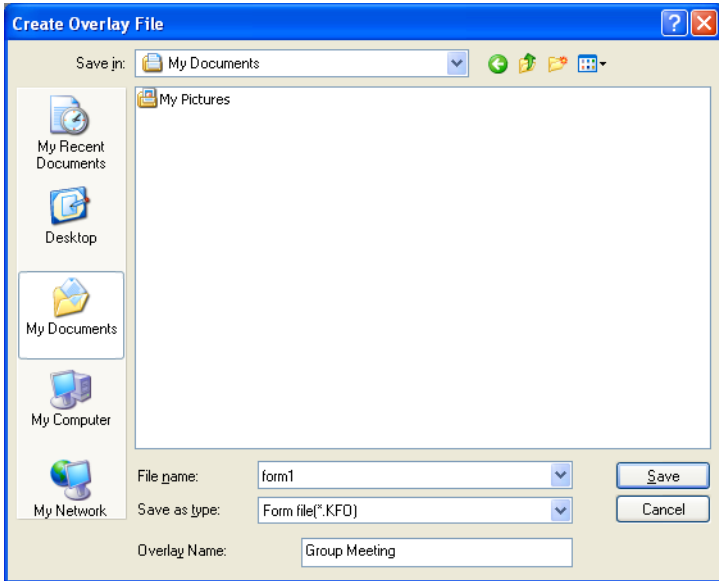 Create Overlay File
Save in:
My Documents
My Pictures
My Recent
Documents
Desktop
My Documents
My Computer
My Network
File name:
form1
Save
Save as type:
Form file(*.KFO)
Cancel
Overlay Name:
Group Meeting